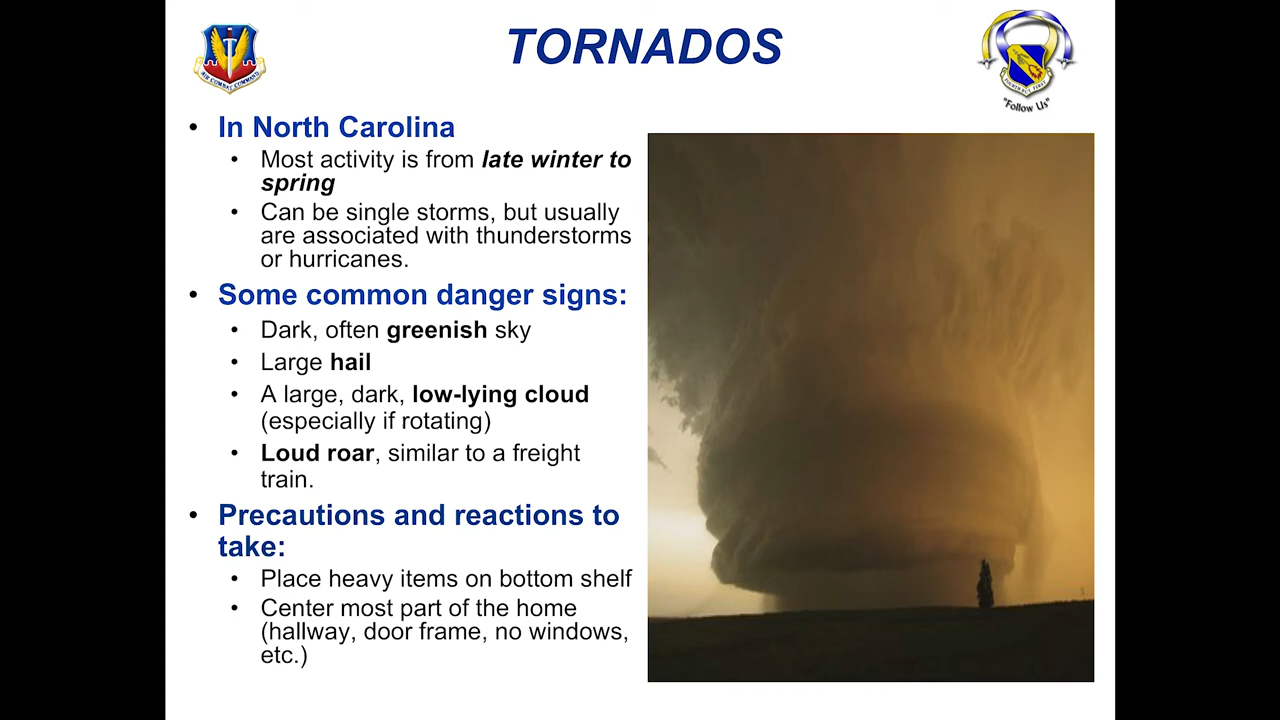 TORNADOS
AIR COMBAT COMMAND
"Follow Us"
• In North Carolina
• Most activity is from late winter to
spring
• Can be single storms, but usually
are associated with thunderstorms
or hurricanes.
• Some common danger signs:
• Dark, often greenish sky
• Large hail
• A large, dark, low-lying cloud
(especially if rotating)
• Loud roar, similar to a freight
train.
• Precautions and reactions to
take:
• Place heavy items on bottom shelf
• Center most part of the home
(hallway, door frame, no windows,
etc.)